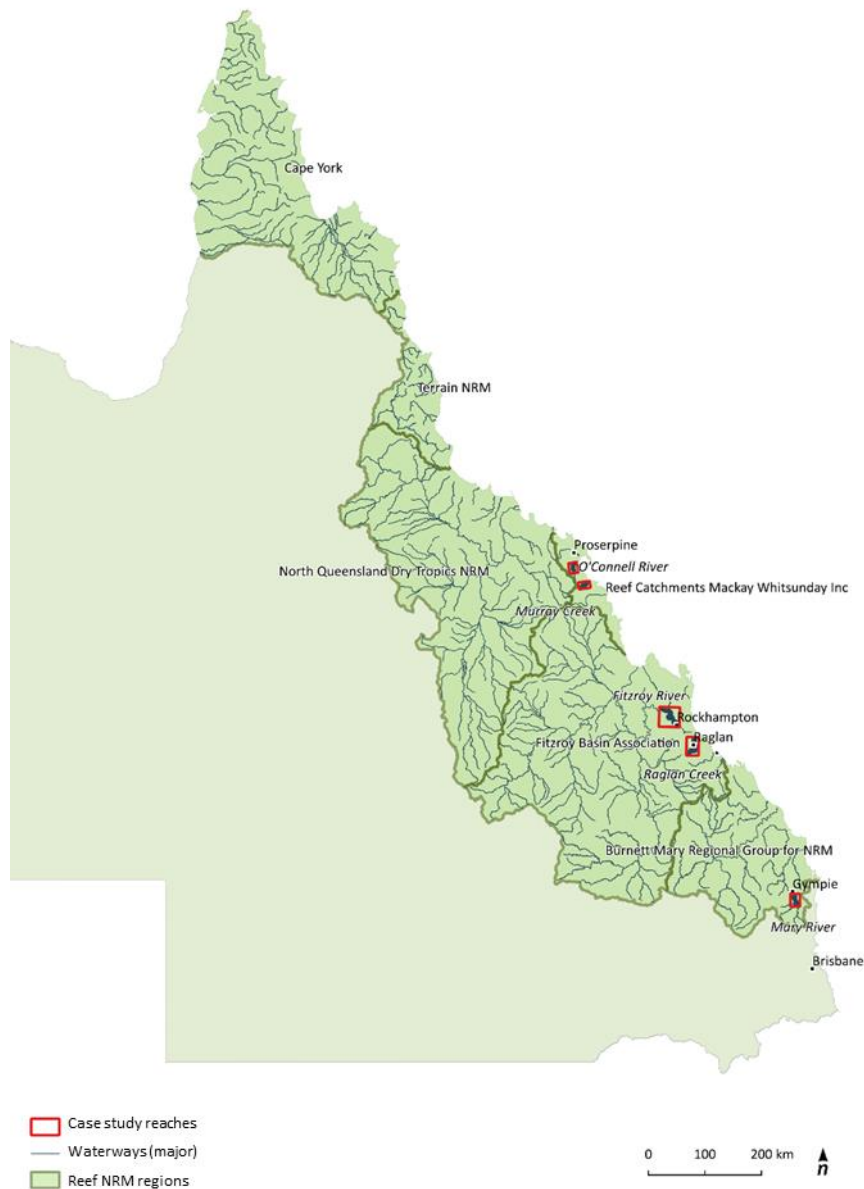 Cape York
Terrain NRM
Proserpine
O'Connell River
North Queensland Dry Tropics NRM
Reef Catchments Mackay Whitsunday Inc
Murray Creek
Fitzroy River
Rockhampton
Raglan
Fitzroy Basin Association
Raglan Creek
Burnett Mary Regional Group for NRM
Gympie
Mary River
Brisbane
Case study reaches
Waterways (major)
Reef NRM regions
0 100 200 km
n